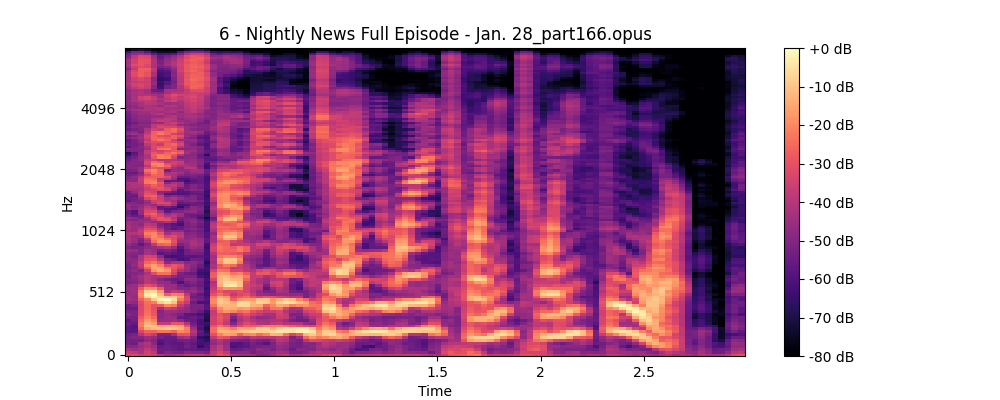 6 - Nightly News Full Episode - Jan. 28_part166.opus
Hz
4096
2048
1024
512
0
0 0.5 1 1.5 2 2.5
Time
+0 dB
-10 dB
-20 dB
-30 dB
-40 dB
-50 dB
-60 dB
-70 dB
-80 dB